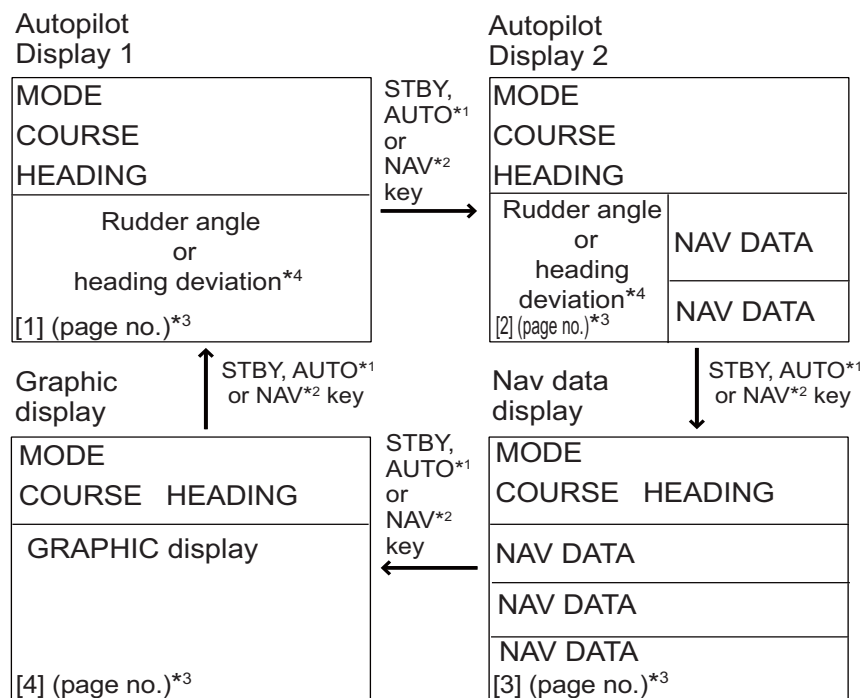 Autopilot
Display 1
MODE
COURSE
HEADING
Rudder angle
or
heading deviation*4
[1] (page no.)*3
STBY,
AUTO*1
or
NAV*2
key
Autopilot
Display 2
MODE
COURSE
HEADING
Rudder angle
or
heading
deviation*4
[2] (page no.)*3
NAV DATA
NAV DATA
STBY, AUTO*1
or NAV*2 key
Nav data
display
MODE
COURSE HEADING
NAV DATA
NAV DATA
NAV DATA
[3] (page no.)*3
STBY,
AUTO*1
or
NAV*2
key
Graphic
display
MODE
COURSE HEADING
GRAPHIC display
[4] (page no.)*3
STBY, AUTO*1
or NAV*2 key